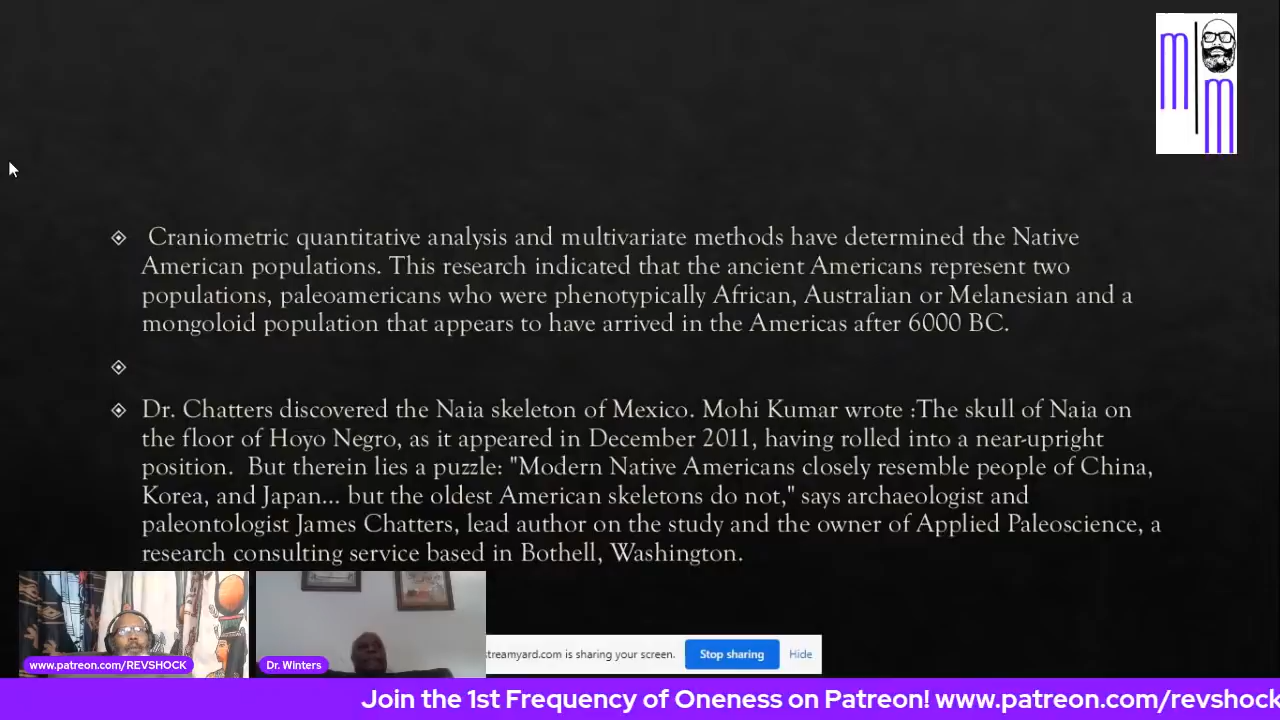 m
m
Craniometric quantitative analysis and multivariate methods have determined the Native
American populations. This research indicated that the ancient Americans represent two
populations, paleoamericans who were phenotypically African, Australian or Melanesian and a
mongoloid population that appears to have arrived in the Americas after 6000 BC.
Dr. Chatters discovered the Naia skeleton of Mexico. Mohi Kumar wrote :The skull of Naia on
the floor of Hoyo Negro, as it appeared in December 2011, having rolled into a near-upright
position.  But therein lies a puzzle: "Modern Native Americans closely resemble people of China,
Korea, and Japan... but the oldest American skeletons do not," says archaeologist and
paleontologist James Chatters, lead author on the study and the owner of Applied Paleoscience, a
research consulting service based in Bothell, Washington.
www.patreon.com/REVSHOCK
Dr. Winters
streamyard.com is sharing your screen.
Stop sharing
Hide
Join the 1st Frequency of Oneness on Patreon! www.patreon.com/revshock